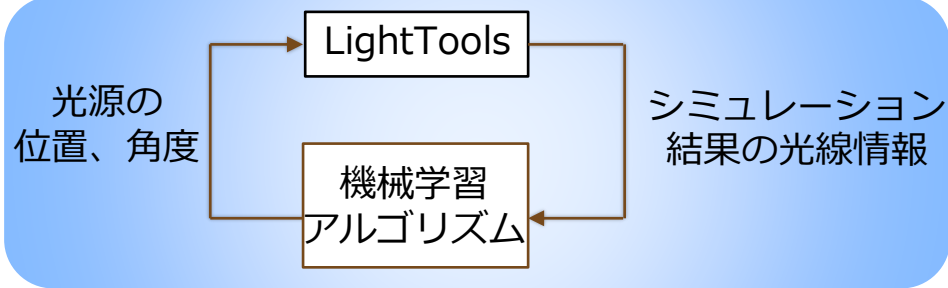 LightTools
光源の
位置、角度
シミュレーション
結果の光線情報
機械学習
アルゴリズム